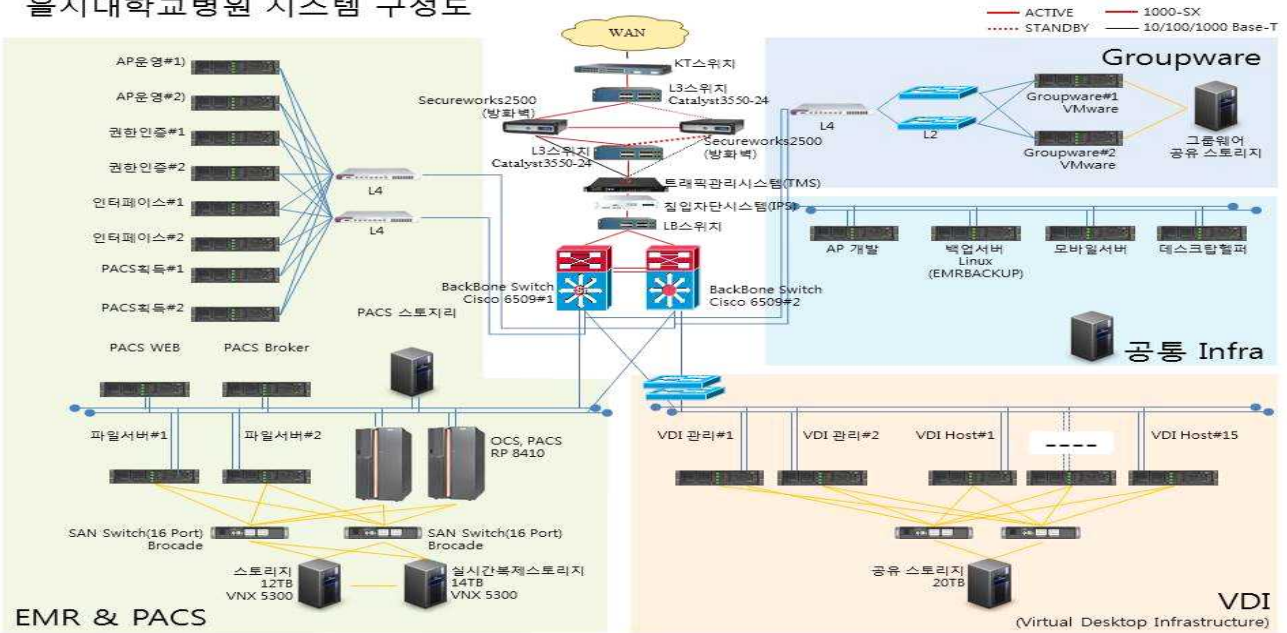 을지대학교병원 시스템 구성도
ACTIVE
1000-SX
STANDBY
10/100/1000 Base-T
WAN
KT스위치
L3스위치
Catalyst3550-24
Secureworks2500
(방화벽)
Secureworks2500
(방화벽)
L3스위치
Catalyst3550-24
트래픽관리시스템(TMS)
침입차단시스템(IPS)
LB스위치
BackBone Switch
Cisco 6509#1
BackBone Switch
Cisco 6509#2
AP운영#1)
AP운영#2)
권한인증#1
권한인증#2
인터페이스#1
인터페이스#2
PACS획득#1
PACS획득#2
L4
L4
PACS 스토지리
PACS WEB
PACS Broker
파일서버#1
파일서버#2
OCS, PACS
RP 8410
SAN Switch(16 Port)
Brocade
SAN Switch(16 Port)
Brocade
스토리지
12TB
VNX 5300
실시간복제스토리지
14TB
VNX 5300
EMR & PACS
Groupware
L4
L2
Groupware#1
VMware
Groupware#2
VMware
그룹웨어
공유 스토리지
AP 개발
백업서버
Linux
(EMRBACKUP)
모바일서버
데스크탑헬퍼
공통 Infra
VDI 관리#1
VDI 관리#2
VDI Host#1
----
VDI Host#15
공유 스토리지
20TB
VDI
(Virtual Desktop Infrastructure)